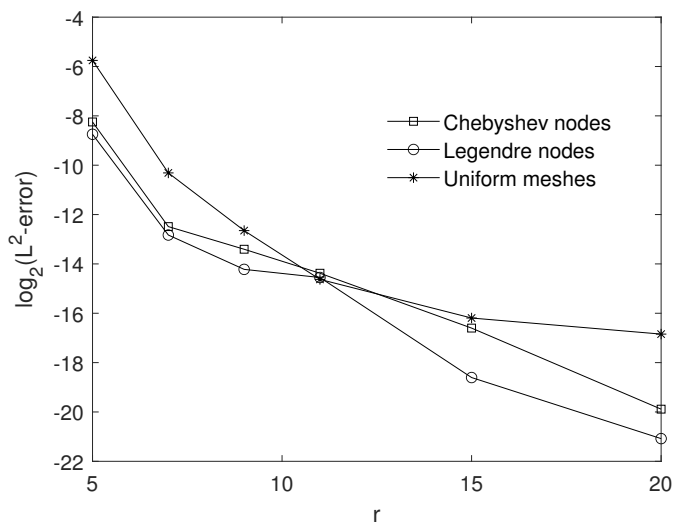 -4
-6
-8
-10
-12
-14
-16
-18
-20
-22
log₂(L²-error)
Chebyshev nodes
Legendre nodes
Uniform meshes
5
10
15
20
r